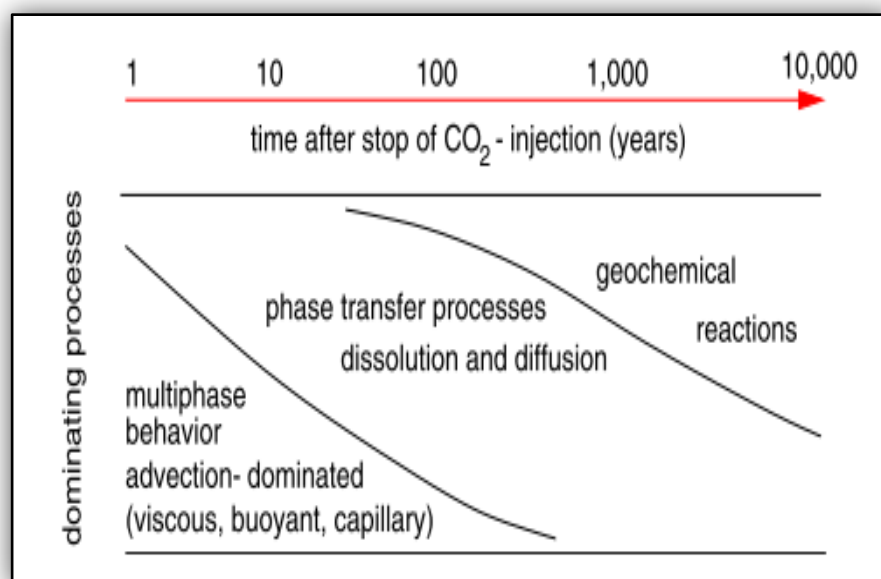 1 10 100 1,000 10,000
time after stop of CO₂ - injection (years)
dominating processes
geochemical
reactions
phase transfer processes
dissolution and diffusion
multiphase
behavior
advection- dominated
(viscous, buoyant, capillary)